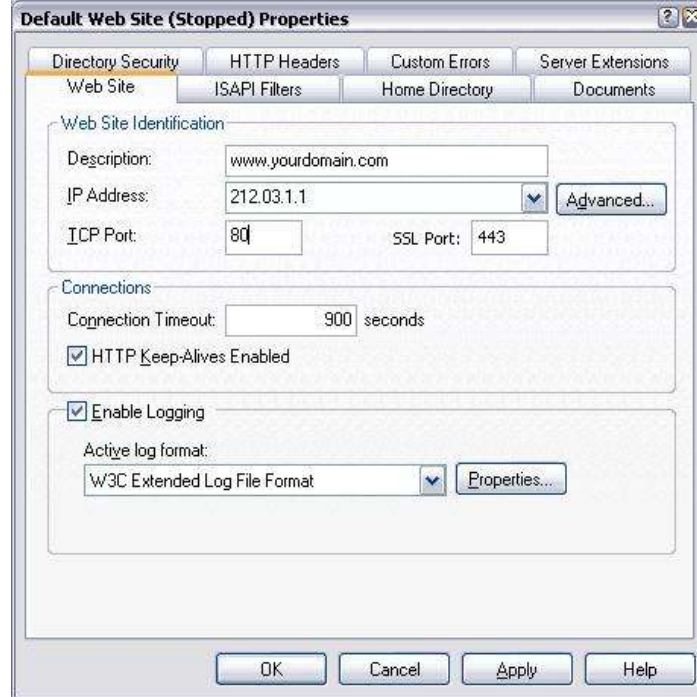 Default Web Site (Stopped) Properties
Directory Security HTTP Headers Custom Errors Server Extensions
Web Site ISAPI Filters Home Directory Documents
Web Site Identification
Description: www.yourdomain.com
IP Address: 212.03.1.1 Advanced...
TCP Port: 80 SSL Port: 443
Connections
Connection Timeout: 900 seconds
HTTP Keep-Alives Enabled
Enable Logging
Active log format:
W3C Extended Log File Format Properties...
OK Cancel Apply Help